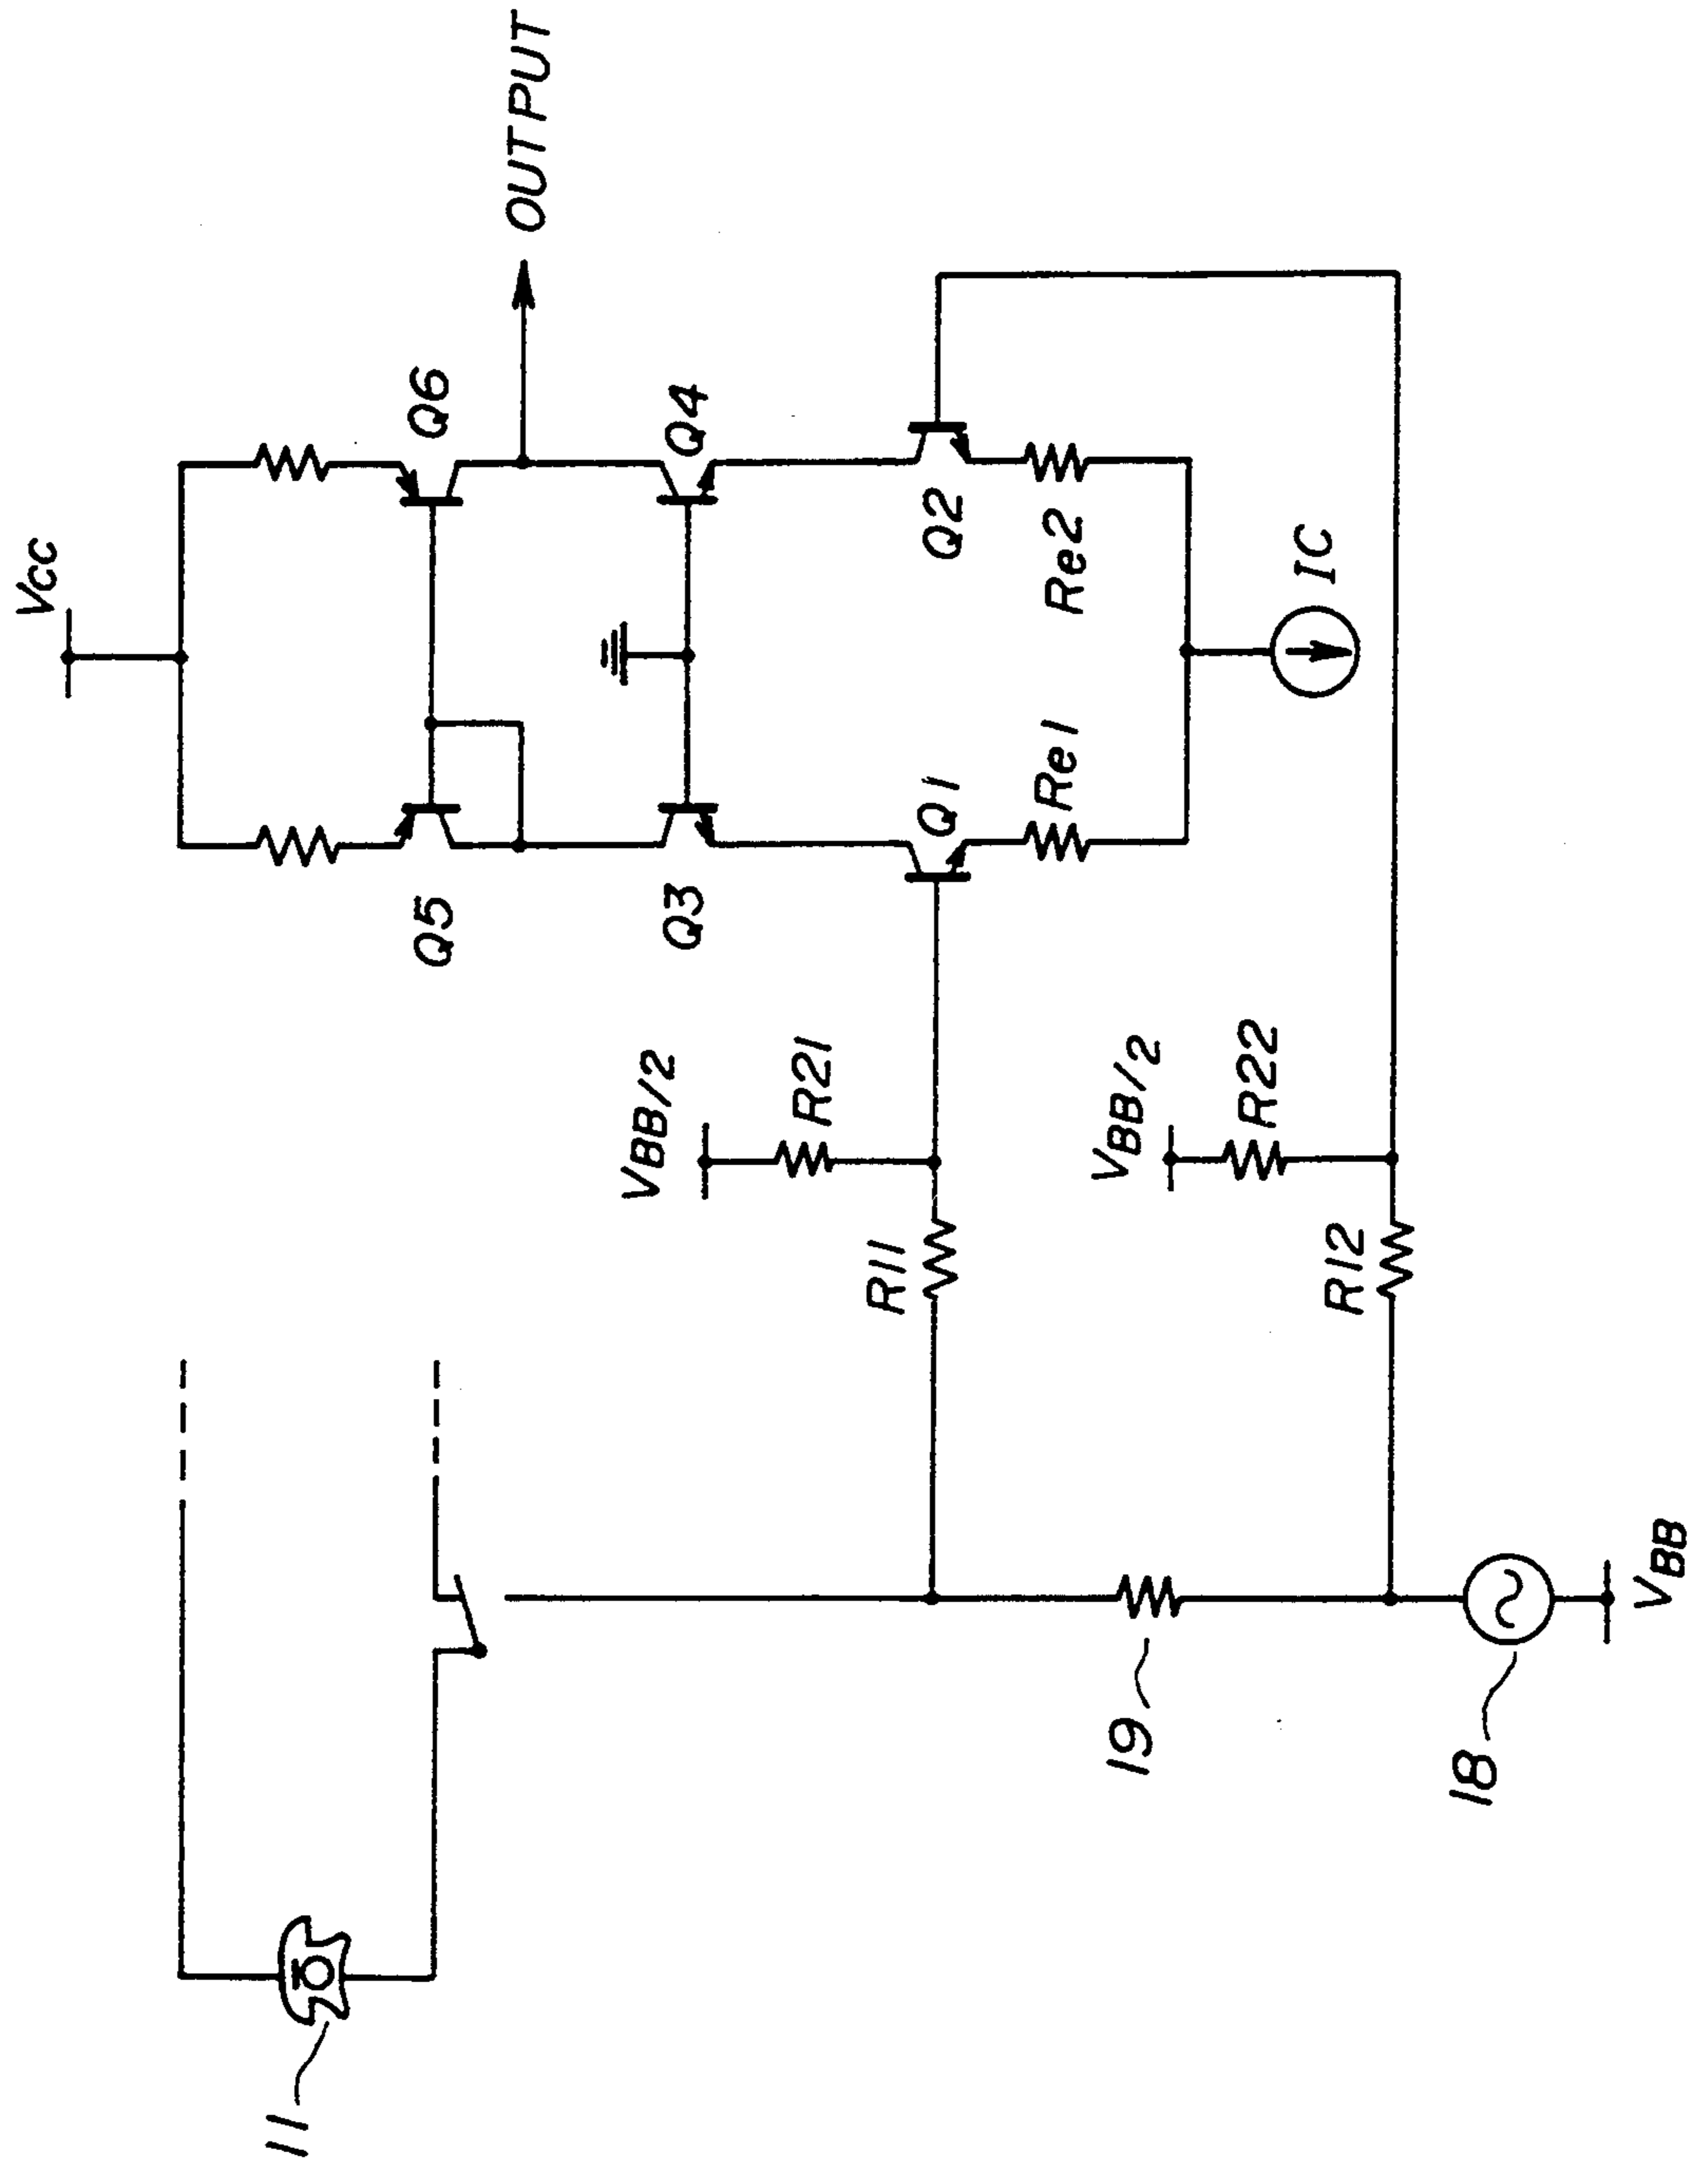 Vcc
OUTPUT
Q5
Q6
Q3
Q4
Q1
Q2
Re1
Re2
IC
VBB/2
R21
R11
VBB/2
R22
R12
11
19
18
VBB